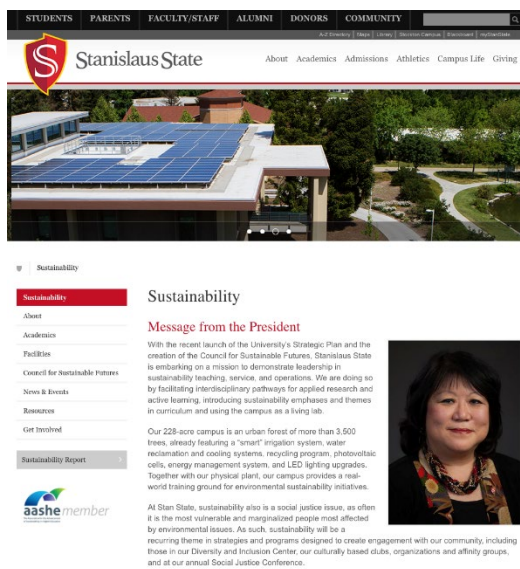 STUDENTS PARENTS FACULTY/STAFF ALUMNI DONORS COMMUNITY
A-Z Directory | Maps | Library | Stockton Campus | Blackboard | myStanState
S
Stanislaus State
About Academics Admissions Athletics Campus Life Giving
Sustainability
Sustainability
About
Academics
Facilities
Council for Sustainable Futures
News & Events
Resources
Get Involved
Sustainability Report
aashe member
Sustainability
Message from the President
With the recent launch of the University's Strategic Plan and the
creation of the Council for Sustainable Futures, Stanislaus State
is embarking on a mission to demonstrate leadership in
sustainability teaching, service, and operations. We are doing so
by facilitating interdisciplinary pathways for applied research and
active learning, introducing sustainability emphases and themes
in curriculum and using the campus as a living lab.
Our 228-acre campus is an urban forest of more than 3,500
trees, already featuring a "smart" irrigation system, water
reclamation and cooling systems, recycling program, photovoltaic
cells, energy management system, and LED lighting upgrades.
Together with our physical plant, our campus provides a real-
world training ground for environmental sustainability initiatives.
At Stan State, sustainability also is a social justice issue, as often
it is the most vulnerable and marginalized people most affected
by environmental issues. As such, sustainability will be a
recurring theme in strategies and programs designed to create engagement with our community, including
those in our Diversity and Inclusion Center, our culturally based clubs, organizations and affinity groups,
and at our annual Social Justice Conference.